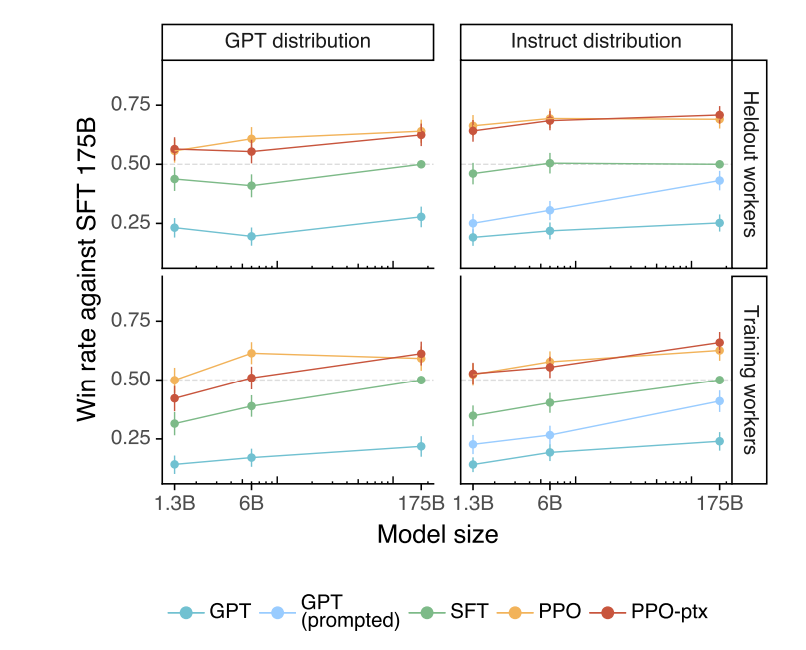 GPT distribution
Instruct distribution
Win rate against SFT 175B
0.75
0.50
0.25
Heldout workers
0.75
0.50
0.25
Training workers
1.3B
6B
175B
1.3B
6B
175B
Model size
GPT
GPT
(prompted)
SFT
PPO
PPO-ptx